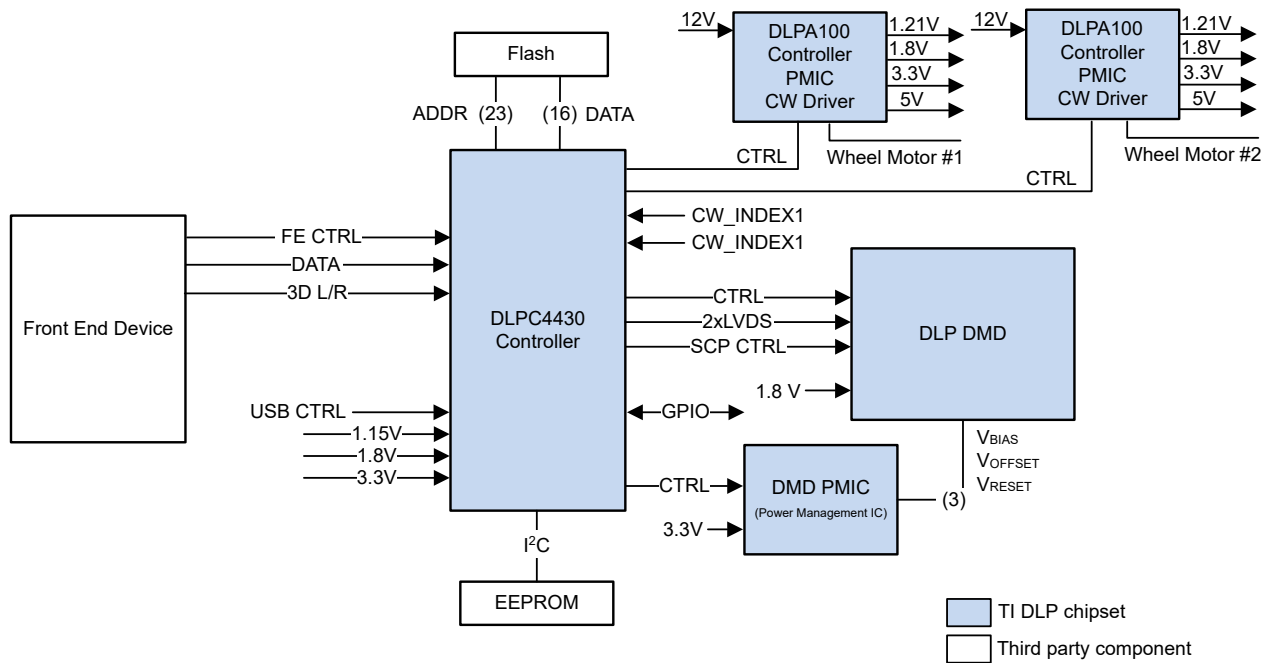 12V
DLPA100
Controller
PMIC
CW Driver
1.21V
1.8V
3.3V
5V
12V
DLPA100
Controller
PMIC
CW Driver
1.21V
1.8V
3.3V
5V
Flash
ADDR (23) (16) DATA
CTRL
Wheel Motor #1
CTRL
Wheel Motor #2
Front End Device
FE CTRL
DATA
3D L/R
DLPC4430
Controller
CW_INDEX1
CW_INDEX1
CTRL
2xLVDS
SCP CTRL
1.8 V
DLP DMD
USB CTRL
1.15V
1.8V
3.3V
GPIO
VBIAS
VOFFSET
VRESET
CTRL
3.3V
DMD PMIC
(Power Management IC)
(3)
I²C
EEPROM
TI DLP chipset
Third party component